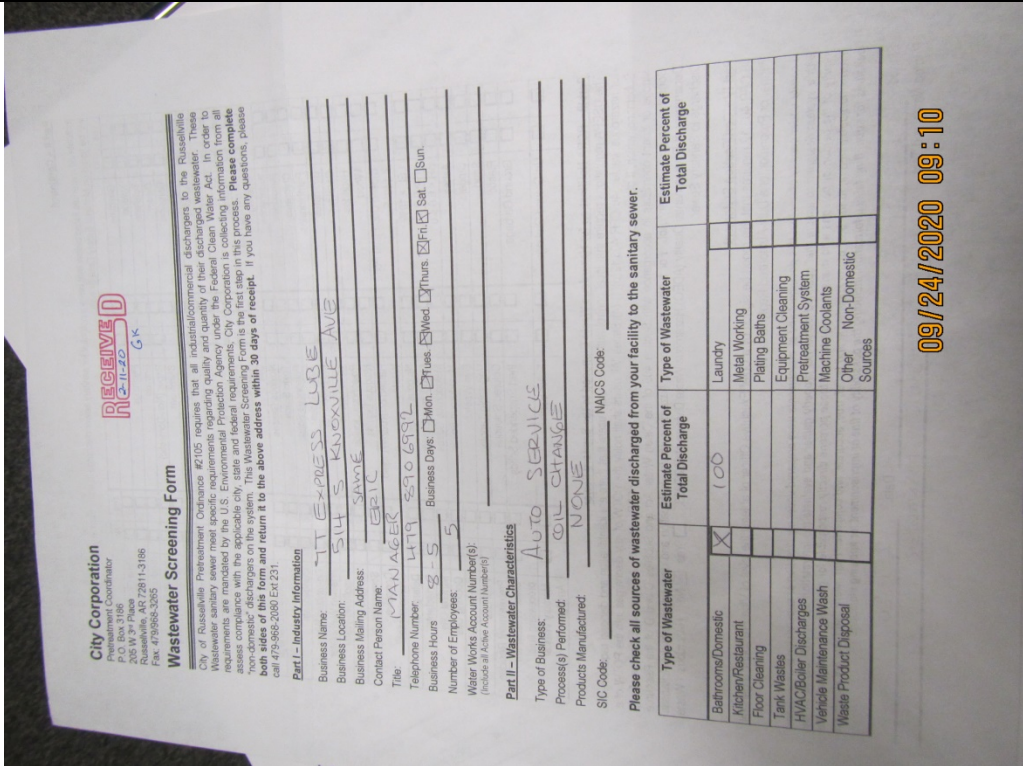 City Corporation
Pretreatment Coordinator
P.O. Box 3186
205 W 3rd Place
Russellville, AR 72811-3186
Fax: 479/968-3265
RECEIVED
2-11-20
GK
Wastewater Screening Form
City of Russellville Pretreatment Ordinance #2105 requires that all industrial/commercial dischargers to the Russellville
Wastewater sanitary sewer meet specific requirements regarding quality and quantity of their discharged wastewater. These
requirements are mandated by the U.S. Environmental Protection Agency under the Federal Clean Water Act. In order to
assess compliance with the applicable city, state and federal requirements, City Corporation is collecting information from all
"non-domestic" dischargers on the system. This Wastewater Screening Form is the first step in this process. Please complete
both sides of this form and return it to the above address within 30 days of receipt. If you have any questions, please
call 479-968-2080 Ext 231.
Part I – Industry Information
Business Name: TT EXPRESS LUBE
Business Location: 514 S KNOXVILLE AVE
Business Mailing Address: SAME
Contact Person Name: ERIC
Title: MANAGER
Telephone Number: 479 890 6992
Business Hours 8-5 Business Days: Mon. Tues. Wed. Thurs. Fri. Sat. Sun.
Number of Employees: 5
Water Works Account Number(s):
(Include all Active Account Number(s))
Part II – Wastewater Characteristics
Type of Business: AUTO SERVICE
Process(s) Performed: OIL CHANGE
Products Manufactured: NONE
SIC Code: NAICS Code:
Please check all sources of wastewater discharged from your facility to the sanitary sewer.
Type of Wastewater Estimate Percent of Total Discharge Type of Wastewater Estimate Percent of Total Discharge
Bathrooms/Domestic X 100 Laundry
Kitchen/Restaurant Metal Working
Floor Cleaning Plating Baths
Tank Wastes Equipment Cleaning
HVAC/Boiler Discharges Pretreatment System
Vehicle Maintenance Wash Machine Coolants
Waste Product Disposal Other Non-Domestic Sources
09/24/2020 09:10